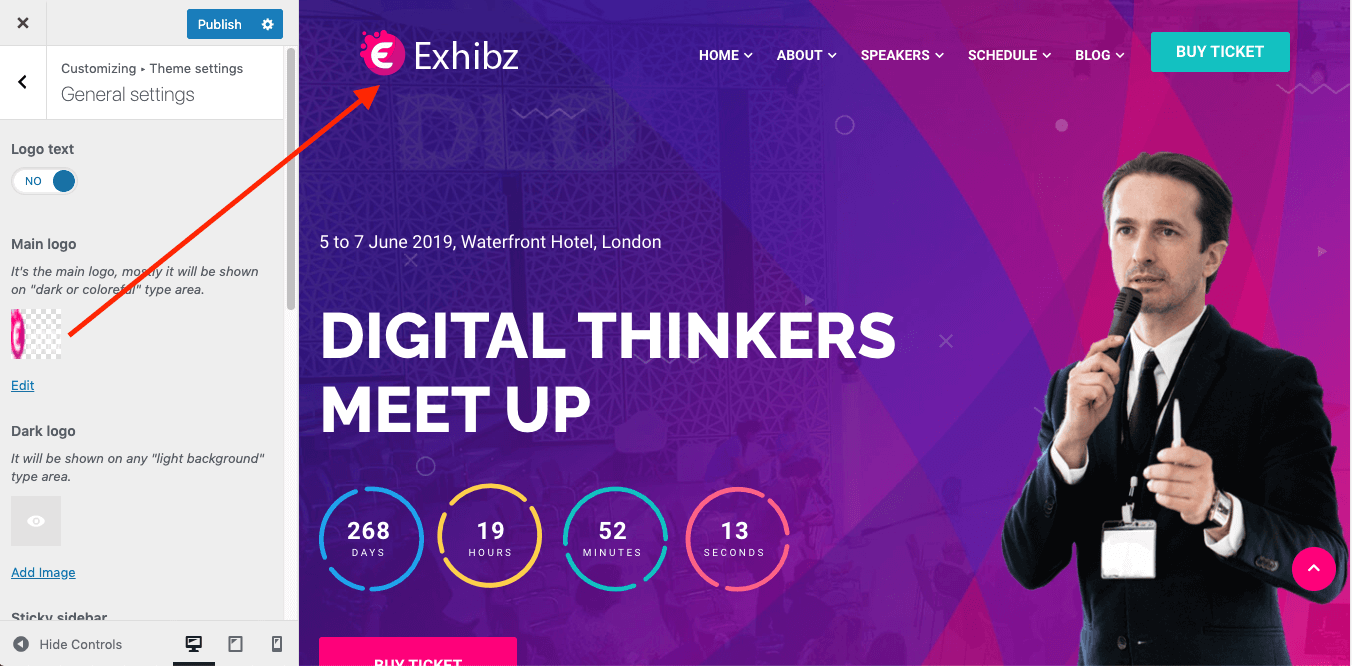 Publish
Customizing ▸ Theme settings
General settings
Logo text
NO
Main logo
It's the main logo, mostly it will be shown
on "dark or coloreful" type area.
Edit
Dark logo
It will be shown on any "light background"
type area.
Add Image
Sticky sidebar
Hide Controls
Exhibz
HOME
ABOUT
SPEAKERS
SCHEDULE
BLOG
BUY TICKET
5 to 7 June 2019, Waterfront Hotel, London
DIGITAL THINKERS
MEET UP
268
DAYS
19
HOURS
52
MINUTES
13
SECONDS
BUY TICKET